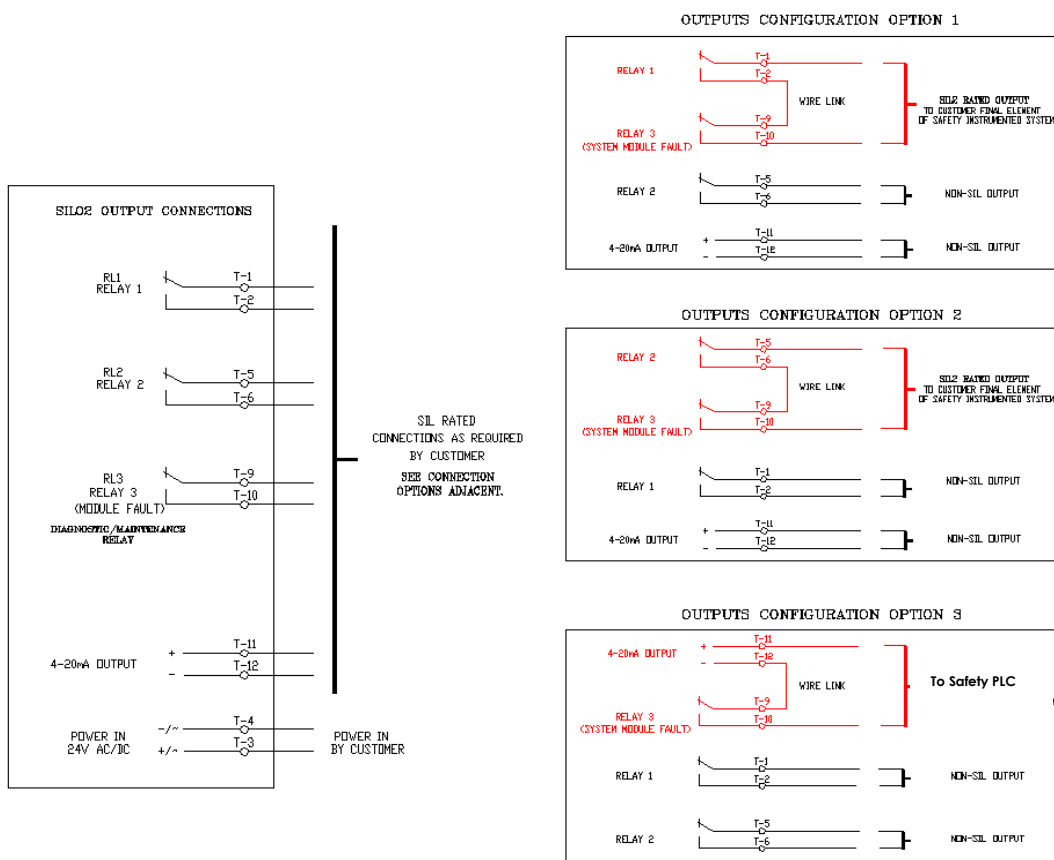 SIL02 OUTPUT CONNECTIONS
RL1
RELAY 1
T-1
T-2
RL2
RELAY 2
T-5
T-6
RL3
RELAY 3
(MODULE FAULT)
T-9
T-10
DIAGNOSTIC/MAINTENANCE
RELAY
4-20mA OUTPUT
+
-
T-11
T-12
POWER IN
24V AC/DC
-/~
+/~
T-4
T-3
POWER IN
BY CUSTOMER
SIL RATED
CONNECTIONS AS REQUIRED
BY CUSTOMER
SEE CONNECTION
OPTIONS ADJACENT.
OUTPUTS CONFIGURATION OPTION 1
RELAY 1
T-1
T-2
WIRE LINK
RELAY 3
(SYSTEM MODULE FAULT)
T-9
T-10
SIL2 RATED OUTPUT
TO CUSTOMER FINAL ELEMENT
OF SAFETY INSTRUMENTED SYSTEM
RELAY 2
T-5
T-6
NON-SIL OUTPUT
4-20mA OUTPUT
+
-
T-11
T-12
NON-SIL OUTPUT
OUTPUTS CONFIGURATION OPTION 2
RELAY 2
T-5
T-6
WIRE LINK
RELAY 3
(SYSTEM MODULE FAULT)
T-9
T-10
SIL2 RATED OUTPUT
TO CUSTOMER FINAL ELEMENT
OF SAFETY INSTRUMENTED SYSTEM
RELAY 1
T-1
T-2
NON-SIL OUTPUT
4-20mA OUTPUT
+
-
T-11
T-12
NON-SIL OUTPUT
OUTPUTS CONFIGURATION OPTION 3
4-20mA OUTPUT
+
-
T-11
T-12
WIRE LINK
RELAY 3
(SYSTEM MODULE FAULT)
T-9
T-10
To Safety PLC
RELAY 1
T-1
T-2
NON-SIL OUTPUT
RELAY 2
T-5
T-6
NON-SIL OUTPUT